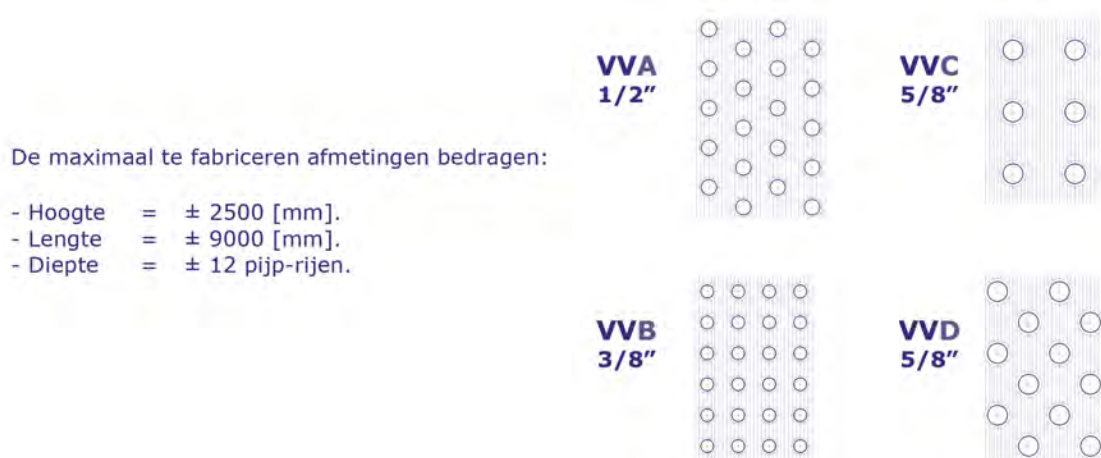 De maximaal te fabriceren afmetingen bedragen:
- Hoogte = ± 2500 [mm].
- Lengte = ± 9000 [mm].
- Diepte = ± 12 pijp-rijen.
VVA
1/2”
VVC
5/8”
VVB
3/8”
VVD
5/8”